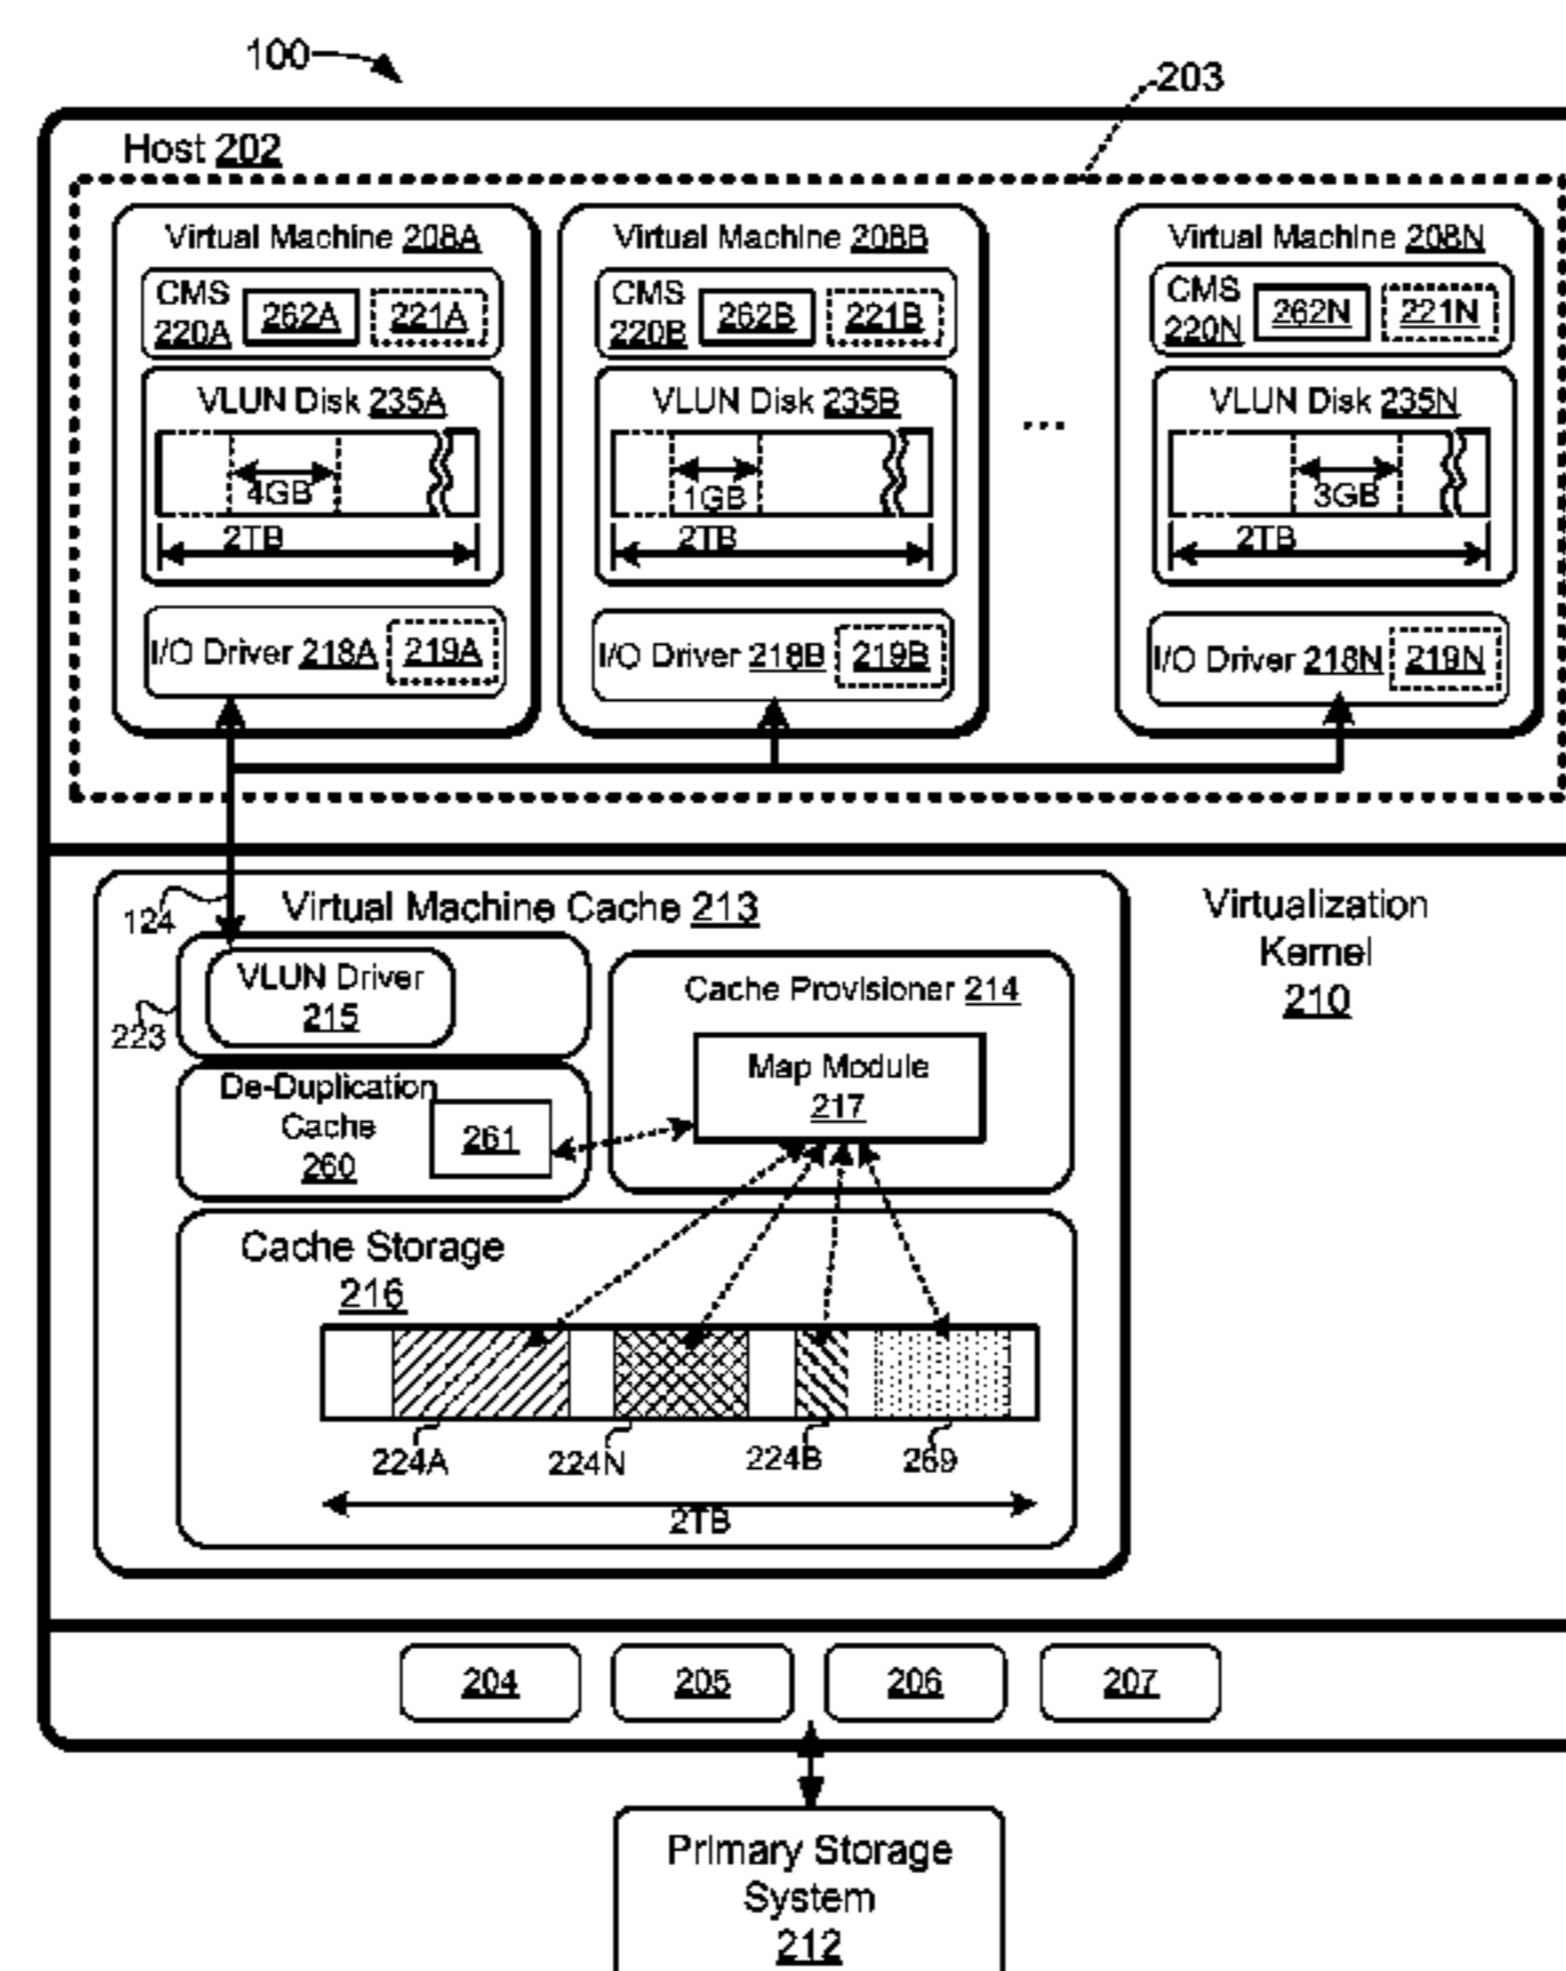 100
203
Host 202
Virtual Machine 208A
CMS
220A
262A
221A
VLUN Disk 235A
4GB
2TB
I/O Driver 218A
219A
Virtual Machine 208B
CMS
220B
262B
221B
VLUN Disk 235B
1GB
2TB
I/O Driver 218B
219B
...
Virtual Machine 208N
CMS
220N
262N
221N
VLUN Disk 235N
3GB
2TB
I/O Driver 218N
219N
124
Virtual Machine Cache 213
Virtualization
Kernel
210
VLUN Driver
215
223
Cache Provisioner 214
Map Module
217
De-Duplication
Cache
260
261
Cache Storage
216
224A
224N
224B
269
2TB
204
205
206
207
Primary Storage
System
212